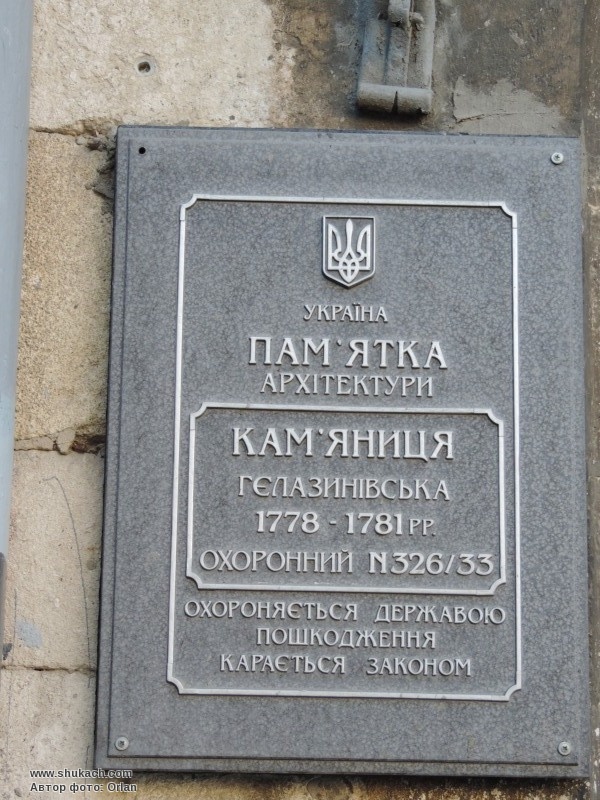 УКРАЇНА
ПАМ'ЯТКА
АРХІТЕКТУРИ
КАМ'ЯНИЦЯ
ГЄЛАЗИНІВСЬКА
1778 - 1781 РР.
ОХОРОННИЙ N326/33
ОХОРОНЯЄТЬСЯ ДЕРЖАВОЮ
ПОШКОДЖЕННЯ
КАРАЄТЬСЯ ЗАКОНОМ
www.shukach.com
Автор фото: Orlan